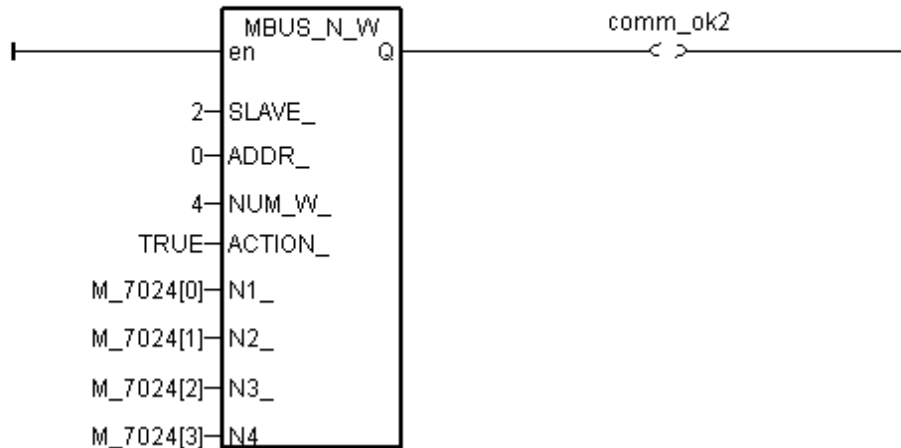 MBUS_N_W
comm_ok2
en Q
2 SLAVE_
0 ADDR_
4 NUM_W_
TRUE ACTION_
M_7024[0] N1_
M_7024[1] N2_
M_7024[2] N3_
M_7024[3] N4